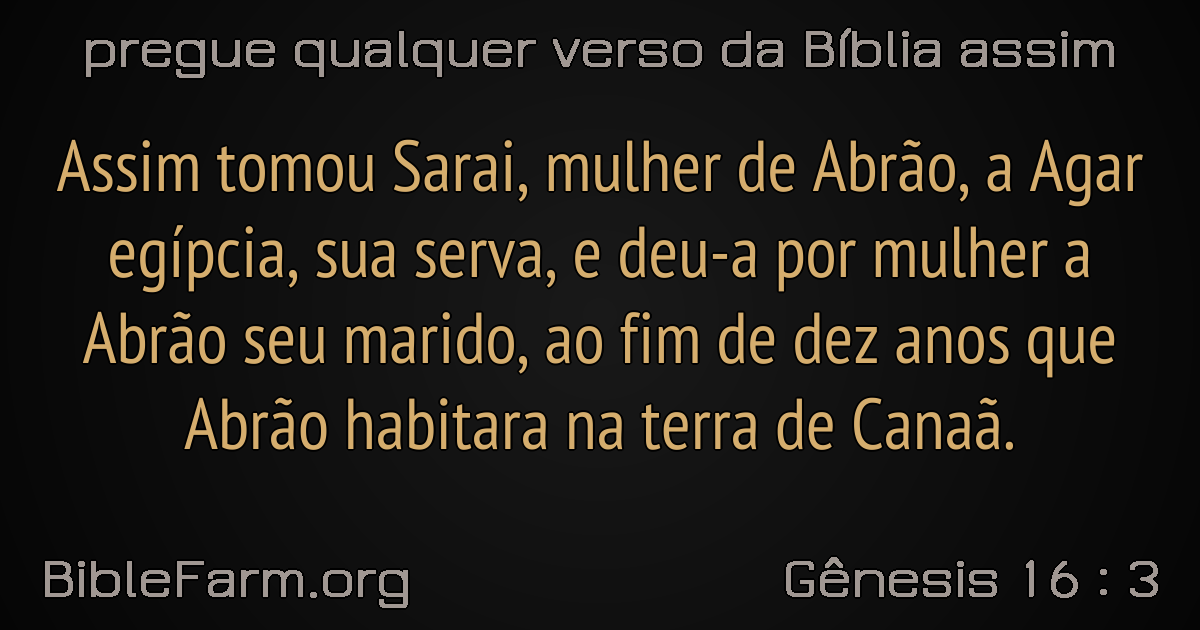 pregue qualquer verso da Bíblia assim
Assim tomou Sarai, mulher de Abrão, a Agar
egípcia, sua serva, e deu-a por mulher a
Abrão seu marido, ao fim de dez anos que
Abrão habitara na terra de Canaã.
BibleFarm.org
Gênesis 16 : 3